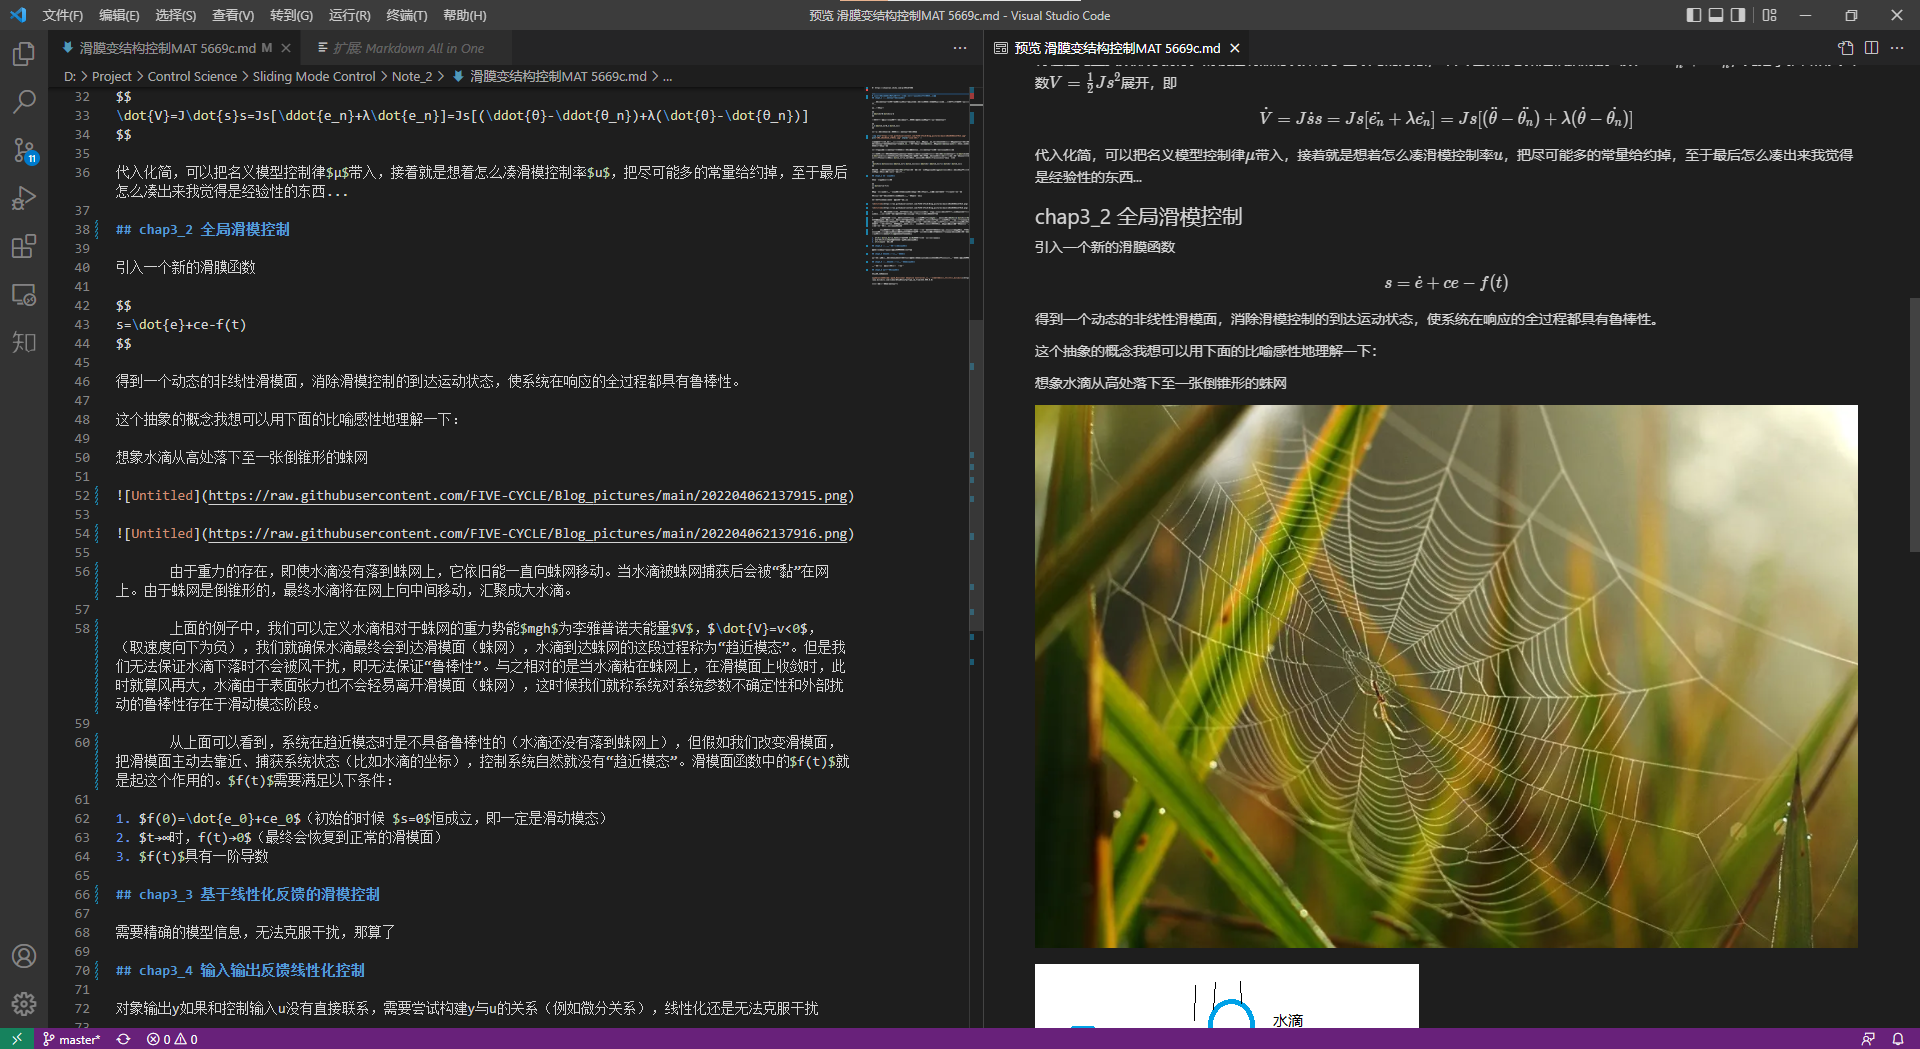 文件(F) 编辑(E) 选择(S) 查看(V) 转到(G) 运行(R) 终端(T) 帮助(H)
预览 滑膜变结构控制MAT 5669c.md - Visual Studio Code
滑膜变结构控制MAT 5669c.md M
扩展: Markdown All in One
D: > Project > Control Science > Sliding Mode Control > Note_2 > 滑膜变结构控制MAT 5669c.md > ...
32 $$
33 \dot{V}=J\dot{s}s=Js[\ddot{e_n}+λ\dot{e_n}]=Js[(\ddot{θ}-\ddot{θ_n})+λ(\dot{θ}-\dot{θ_n})]
34 $$
35
36 代入化简，可以把名义模型控制律$μ$带入，接着就是想着怎么凑滑模控制率$u$，把尽可能多的常量给约掉，至于最后
怎么凑出来我觉得是经验性的东西...
37
38 ## chap3_2 全局滑模控制
39
40 引入一个新的滑膜函数
41
42 $$
43 s=\dot{e}+ce-f(t)
44 $$
45
46 得到一个动态的非线性滑模面，消除滑模控制的到达运动状态，使系统在响应的全过程都具有鲁棒性。
47
48 这个抽象的概念我想可以用下面的比喻感性地理解一下：
49
50 想象水滴从高处落下至一张倒锥形的蛛网
51
52 ![Untitled](https://raw.githubusercontent.com/FIVE-CYCLE/Blog_pictures/main/202204062137915.png)
53
54 ![Untitled](https://raw.githubusercontent.com/FIVE-CYCLE/Blog_pictures/main/202204062137916.png)
55
56 由于重力的存在，即使水滴没有落到蛛网上，它依旧能一直向蛛网移动。当水滴被蛛网捕获后会被“黏”在网
上。由于蛛网是倒锥形的，最终水滴将在网上向中间移动，汇聚成大水滴。
57
58 上面的例子中，我们可以定义水滴相对于蛛网的重力势能$mgh$为李雅普诺夫能量$V$，$\dot{V}=v<0$，
（取速度向下为负），我们就确保水滴最终会到达滑模面（蛛网），水滴到达蛛网的这段过程称为“趋近模态”。但是我
们无法保证水滴下落时不会被风干扰，即无法保证“鲁棒性”。与之相对的是当水滴粘在蛛网上，在滑模面上收敛时，此
时就算风再大，水滴由于表面张力也不会轻易离开滑模面（蛛网），这时候我们就称系统对系统参数不确定性和外部扰
动的鲁棒性存在于滑动模态阶段。
59
60 从上面可以看到，系统在趋近模态时是不具备鲁棒性的（水滴还没有落到蛛网上），但假如我们改变滑模面，
把滑模面主动去靠近、捕获系统状态（比如水滴的坐标），控制系统自然就没有“趋近模态”。滑模面函数中的$f(t)$就
是起这个作用的。$f(t)$需要满足以下条件：
61
62 1. $f(0)=\dot{e_0}+ce_0$（初始的时候 $s=0$恒成立，即一定是滑动模态）
63 2. $t→∞时，f(t)→0$（最终会恢复到正常的滑模面）
64 3. $f(t)$具有一阶导数
65
66 ## chap3_3 基于线性化反馈的滑模控制
67
68 需要精确的模型信息，无法克服干扰，那算了
69
70 ## chap3_4 输入输出反馈线性化控制
71
72 对象输出y如果和控制输入u没有直接联系，需要尝试构建y与u的关系（例如微分关系），线性化还是无法克服干扰
11
知
master* 0 0
预览 滑膜变结构控制MAT 5669c.md
数V = ½Js²展开，即
V̇ = Jṡs = Js[ë_n + λė_n] = Js[(θ̈ − θ̈_n) + λ(θ̇ − θ̇_n)]
代入化简，可以把名义模型控制律μ带入，接着就是想着怎么凑滑模控制率u，把尽可能多的常量给约掉，至于最后怎么凑出来我觉得
是经验性的东西...
chap3_2 全局滑模控制
引入一个新的滑膜函数
s = ė + ce − f(t)
得到一个动态的非线性滑模面，消除滑模控制的到达运动状态，使系统在响应的全过程都具有鲁棒性。
这个抽象的概念我想可以用下面的比喻感性地理解一下：
想象水滴从高处落下至一张倒锥形的蛛网
水滴